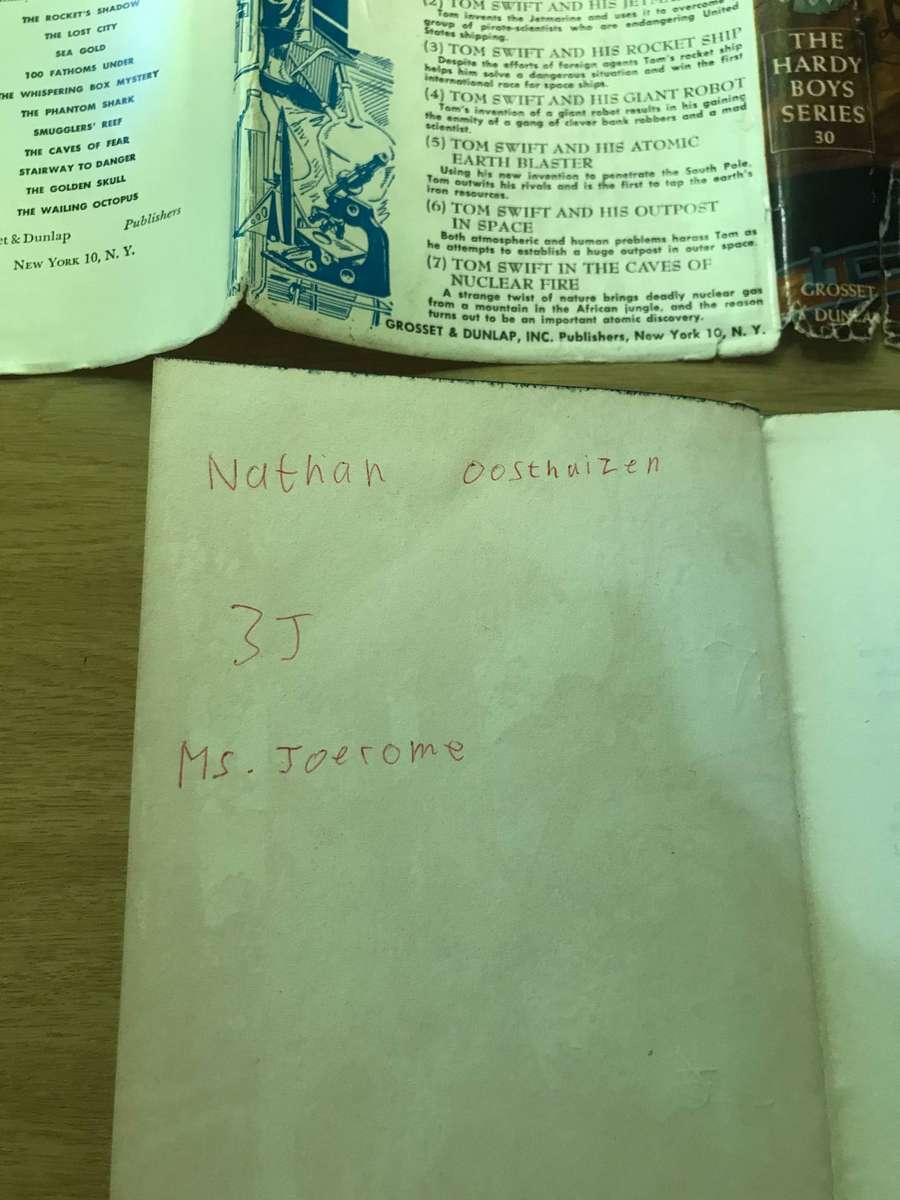 THE ROCKET'S SHADOW
THE LOST CITY
SEA GOLD
100 FATHOMS UNDER
THE WHISPERING BOX MYSTERY
THE PHANTOM SHARK
SMUGGLERS' REEF
THE CAVES OF FEAR
STAIRWAY TO DANGER
THE GOLDEN SKULL
THE WAILING OCTOPUS
et & Dunlap Publishers
NEW YORK 10, N. Y.
(2) TOM SWIFT AND HIS JETMARINE
Tom invents the Jetmarine and uses it to overcome
group of pirate-scientists who are endangering United
States shipping.
(3) TOM SWIFT AND HIS ROCKET SHIP
Despite the efforts of foreign agents Tom's rocket ship
helps him solve a dangerous situation and win the first
international race for space ships.
(4) TOM SWIFT AND HIS GIANT ROBOT
Tom's invention of a giant robot results in his gaining
the enmity of a gang of clever bank robbers and a mad
scientist.
(5) TOM SWIFT AND HIS ATOMIC
EARTH BLASTER
Using his new invention to penetrate the South Pole,
Tom outwits his rivals and is the first to tap the earth's
iron resources.
(6) TOM SWIFT AND HIS OUTPOST
IN SPACE
Both atmospheric and human problems harass Tom as
he attempts to establish a huge outpost in outer space.
(7) TOM SWIFT IN THE CAVES OF
NUCLEAR FIRE
A strange twist of nature brings deadly nuclear gas
from a mountain in the African jungle, and the reason
turns out to be an important atomic discovery.
GROSSET & DUNLAP, INC. Publishers, New York 10, N. Y.
THE
HARDY
BOYS
SERIES
30
GROSSET
& DUNLAP
Nathan Oosthuizen
3J
Ms. Joerome